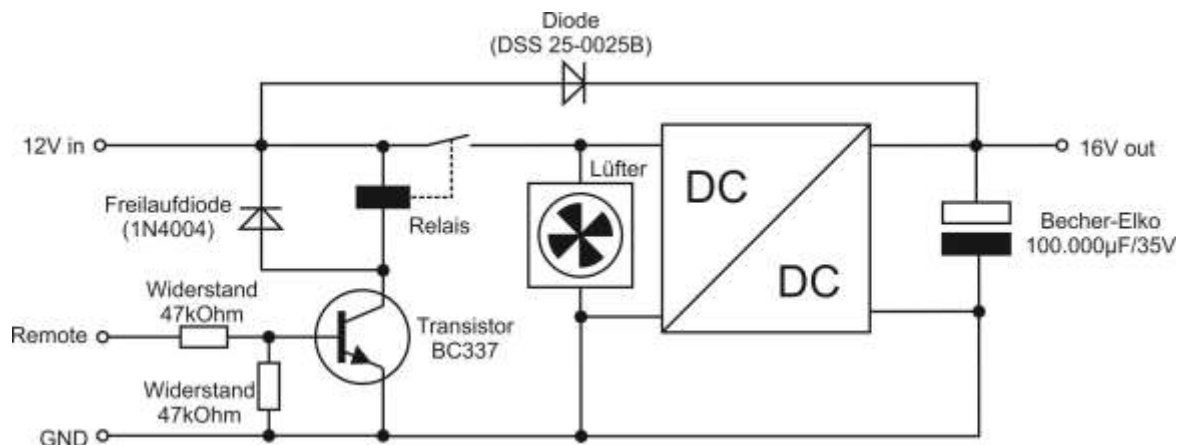 Diode
(DSS 25-0025B)
12V in
16V out
Lüfter
DC
DC
Freilaufdiode
(1N4004)
Relais
Becher-Elko
100.000µF/35V
Widerstand
47kOhm
Remote
Transistor
BC337
Widerstand
47kOhm
GND